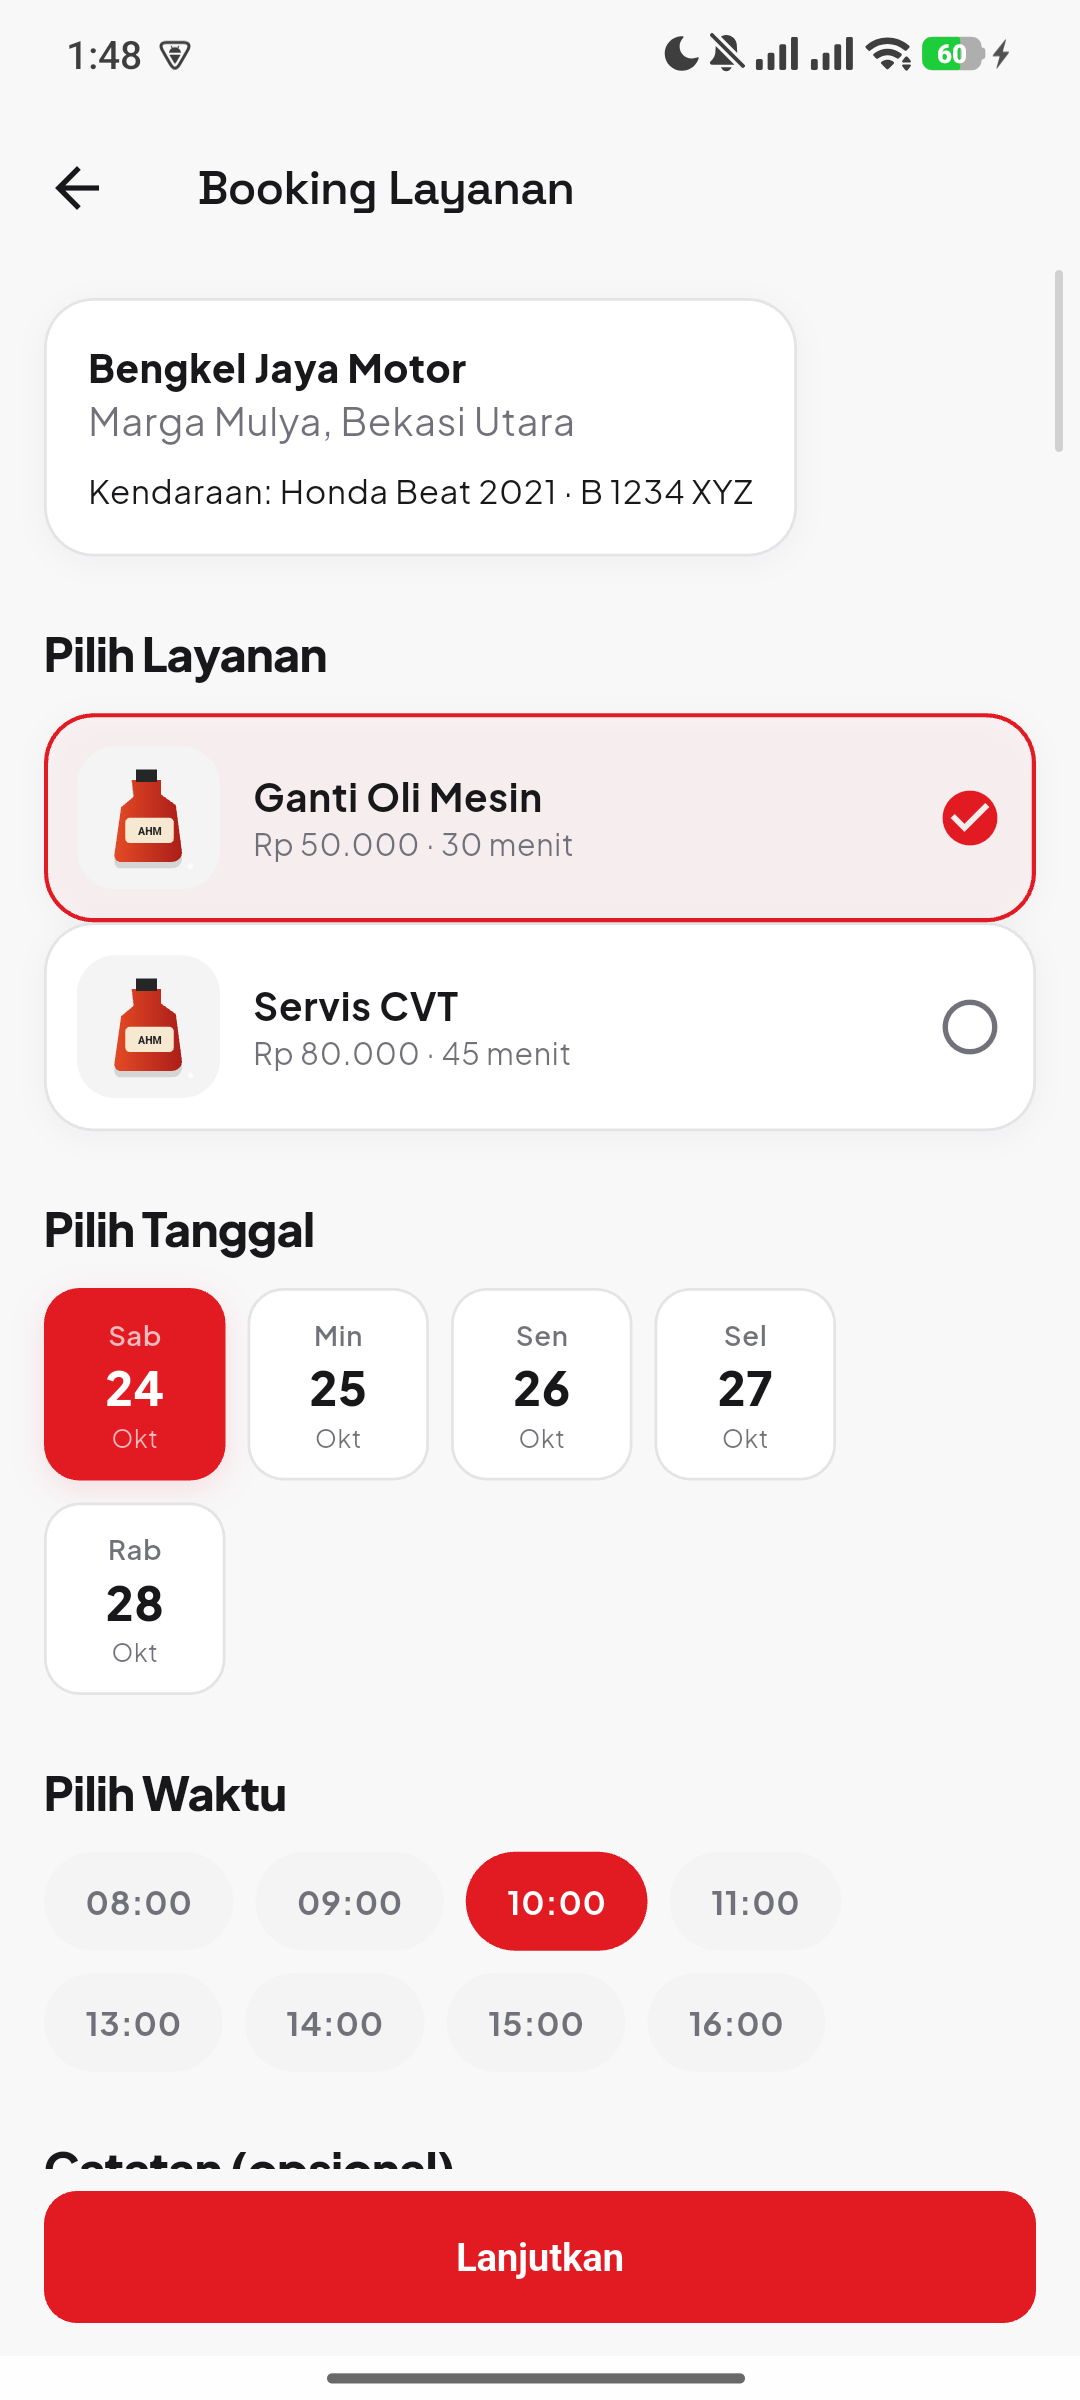 1:48
60
Booking Layanan
Bengkel Jaya Motor
Marga Mulya, Bekasi Utara
Kendaraan: Honda Beat 2021 · B 1234 XYZ
Pilih Layanan
AHM
Ganti Oli Mesin
Rp 50.000 · 30 menit
AHM
Servis CVT
Rp 80.000 · 45 menit
Pilih Tanggal
Sab
24
Okt
Min
25
Okt
Sen
26
Okt
Sel
27
Okt
Rab
28
Okt
Pilih Waktu
08:00 09:00 10:00 11:00
13:00 14:00 15:00 16:00
Catatan (opsional)
Lanjutkan